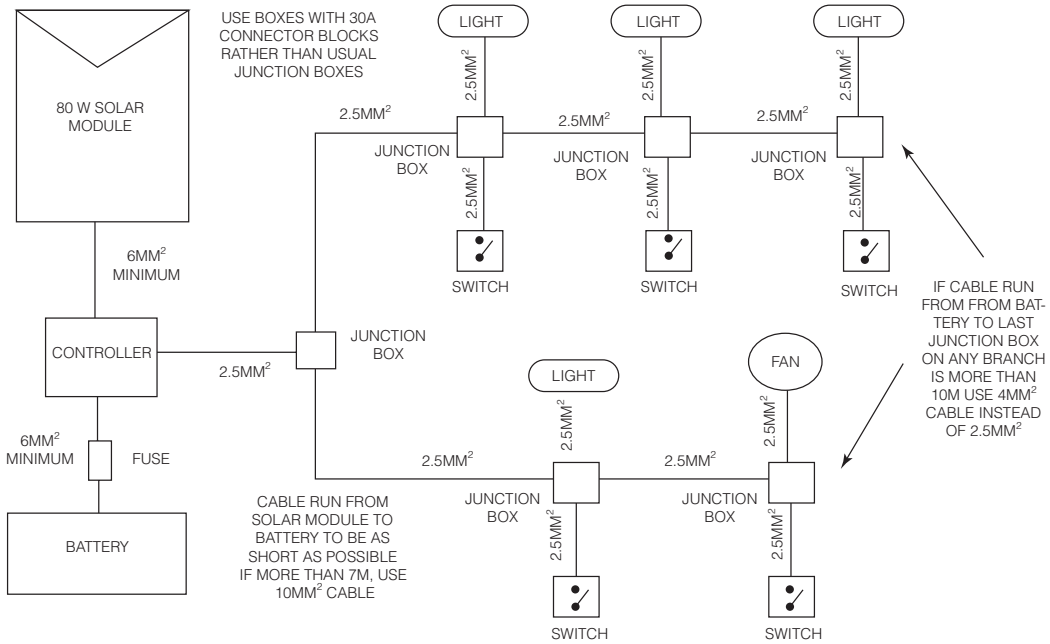 USE BOXES WITH 30A
CONNECTOR BLOCKS
RATHER THAN USUAL
JUNCTION BOXES
LIGHT
LIGHT
LIGHT
80 W SOLAR
MODULE
2.5MM²
2.5MM²
2.5MM²
2.5MM²
2.5MM²
2.5MM²
JUNCTION
BOX
JUNCTION
BOX
JUNCTION
BOX
2.5MM²
2.5MM²
2.5MM²
SWITCH
SWITCH
SWITCH
6MM²
MINIMUM
CONTROLLER
2.5MM²
JUNCTION
BOX
IF CABLE RUN
FROM FROM BAT-
TERY TO LAST
JUNCTION BOX
ON ANY BRANCH
IS MORE THAN
10M USE 4MM²
CABLE INSTEAD
OF 2.5MM²
LIGHT
FAN
2.5MM²
2.5MM²
6MM²
MINIMUM
FUSE
2.5MM²
2.5MM²
JUNCTION
BOX
JUNCTION
BOX
2.5MM²
2.5MM²
SWITCH
SWITCH
BATTERY
CABLE RUN FROM
SOLAR MODULE TO
BATTERY TO BE AS
SHORT AS POSSIBLE
IF MORE THAN 7M, USE
10MM² CABLE